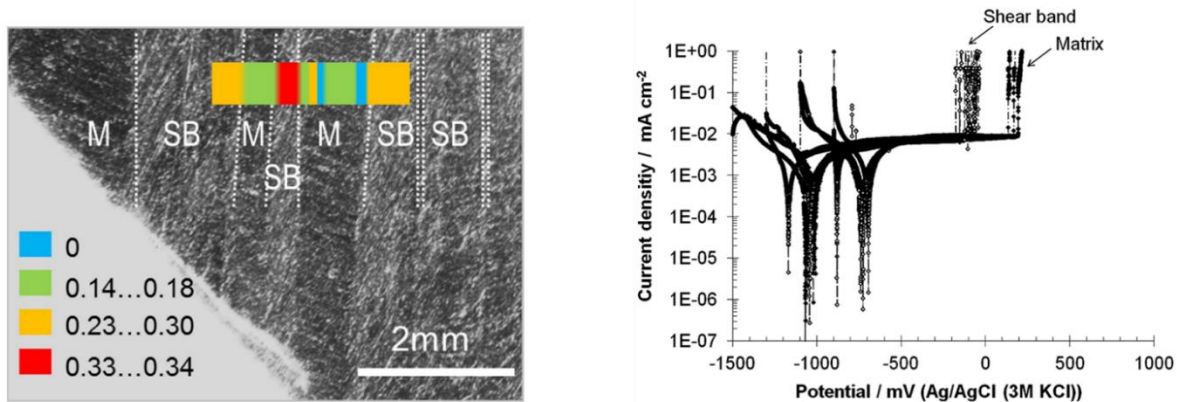 M
SB
M
SB
M
SB
SB
0
0.14...0.18
0.23...0.30
0.33...0.34
2mm
Shear band
Matrix
Current densitiy / mA cm-2
1E+00
1E-01
1E-02
1E-03
1E-04
1E-05
1E-06
1E-07
-1500
-1000
-500
0
500
1000
Potential / mV (Ag/AgCl (3M KCl))